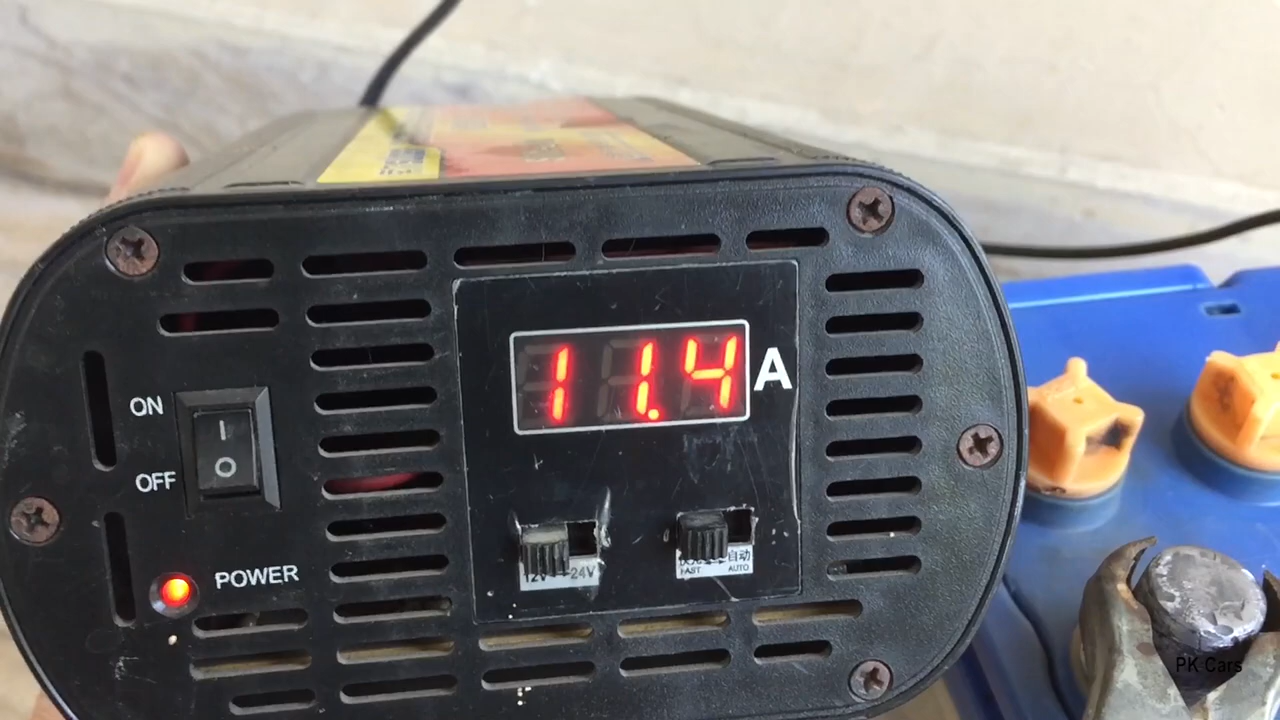 11.4 A
ON
I
O
OFF
POWER
12V 24V
自动
FAST AUTO
PK Cars